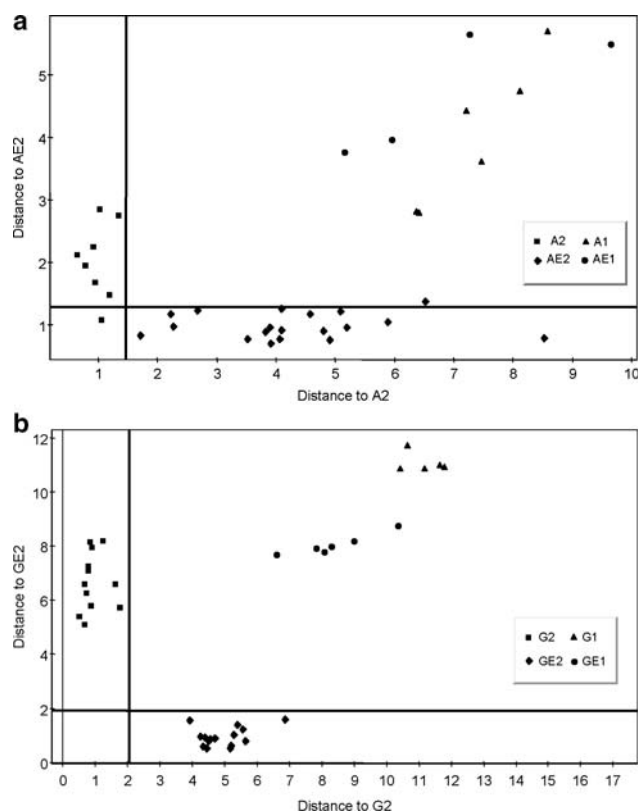 a
Distance to AE2
5
4
3
2
1
A2 A1
AE2 AE1
1 2 3 4 5 6 7 8 9 10
Distance to A2
b
Distance to GE2
12
10
8
6
4
2
0
G2 G1
GE2 GE1
0 1 2 3 4 5 6 7 8 9 10 11 12 13 14 15 16 17
Distance to G2